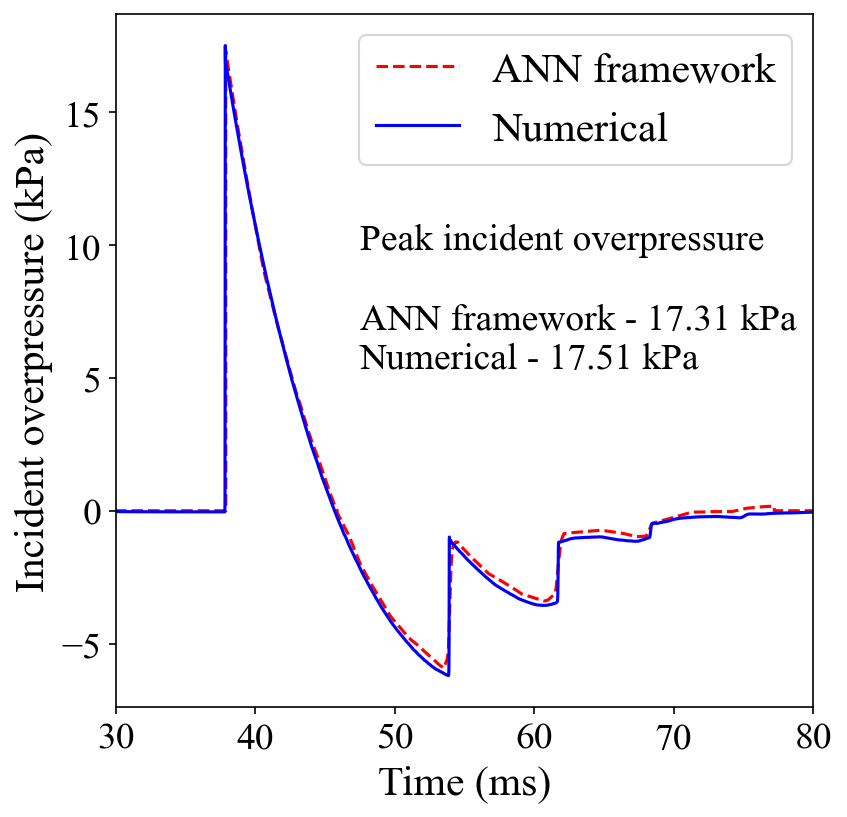 ANN framework
Numerical
Peak incident overpressure
ANN framework - 17.31 kPa
Numerical - 17.51 kPa
Incident overpressure (kPa)
15
10
5
0
−5
30 40 50 60 70 80
Time (ms)